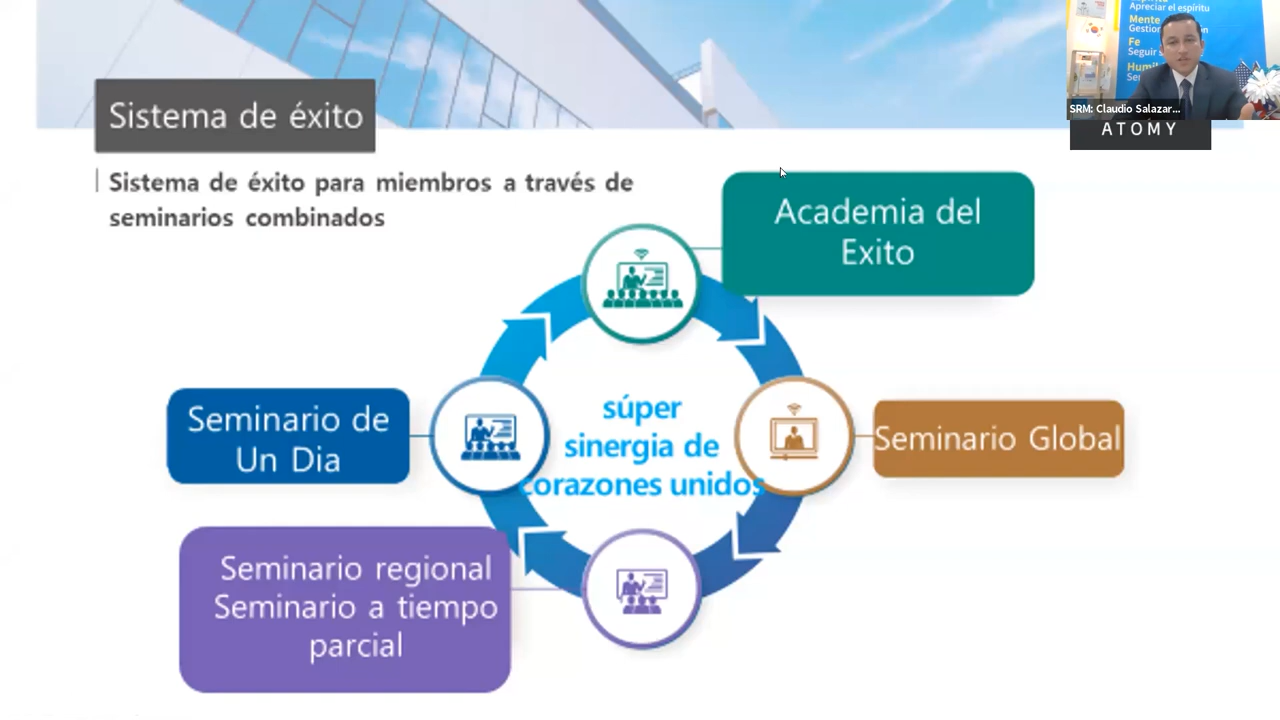 Sistema de éxito
Sistema de éxito para miembros a través de
seminarios combinados
Apreciar el espíritu
Mente
Fe
SRM: Claudio Salazar...
ATOMY
Academia del
Exito
Seminario de
Un Dia
súper
sinergia de
corazones unidos
Seminario Global
Seminario regional
Seminario a tiempo
parcial